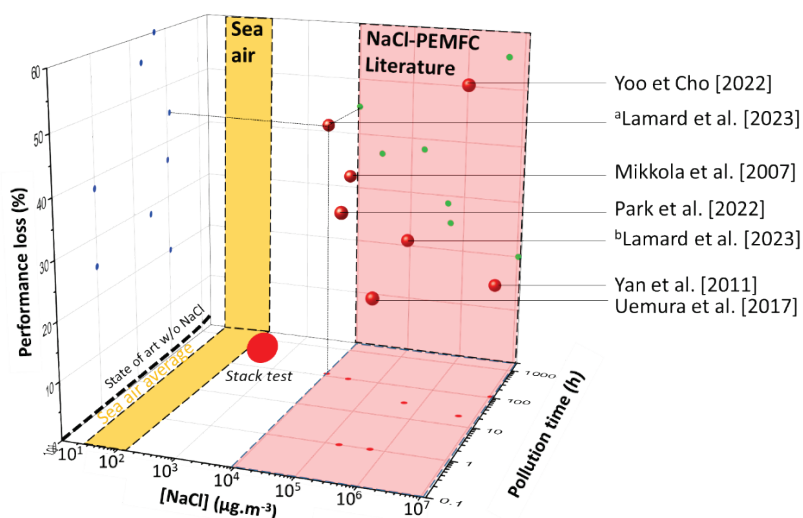 Sea
air
NaCl-PEMFC
Literature
Yoo et Cho [2022]
ᵃLamard et al. [2023]
Mikkola et al. [2007]
Park et al. [2022]
ᵇLamard et al. [2023]
Yan et al. [2011]
Uemura et al. [2017]
Performance loss (%)
60
50
40
30
20
10
State of art w/o NaCl
Sea air average
Stack test
10¹
10²
10³
10⁴
10⁵
10⁶
10⁷
[NaCl] (µg.m⁻³)
0.1
1
10
100
1000
Pollution time (h)